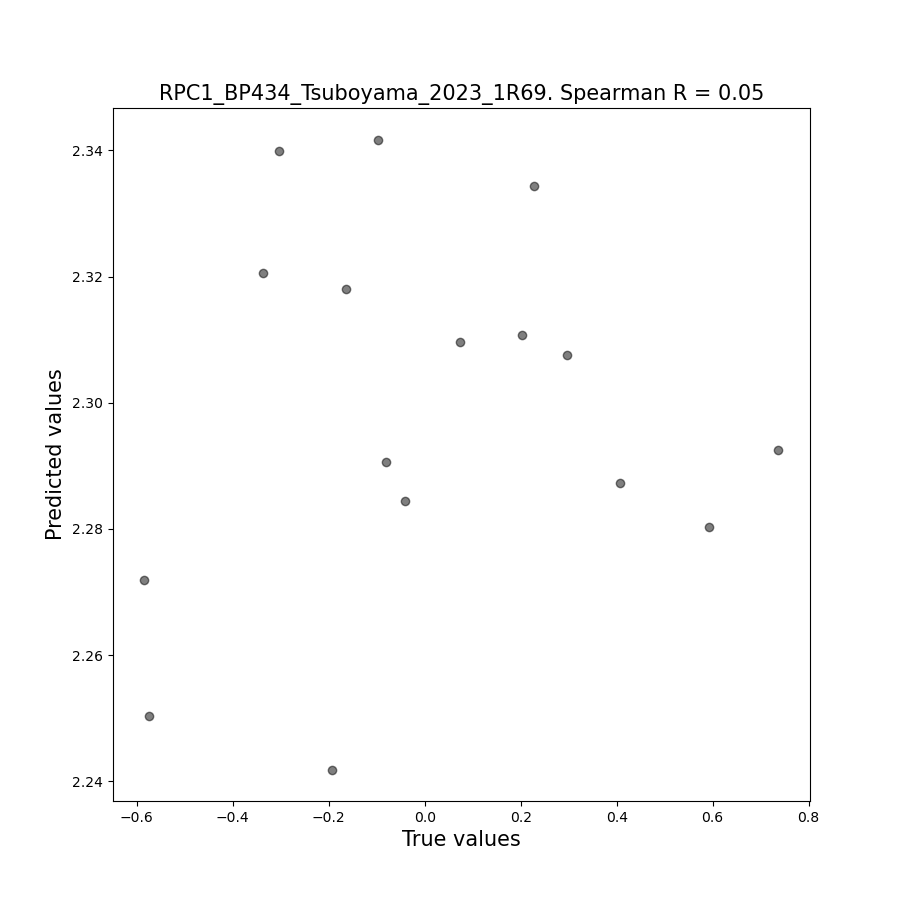 RPC1_BP434_Tsuboyama_2023_1R69. Spearman R = 0.05
2.34
2.32
2.30
2.28
2.26
2.24
Predicted values
−0.6 −0.4 −0.2 0.0 0.2 0.4 0.6 0.8
True values